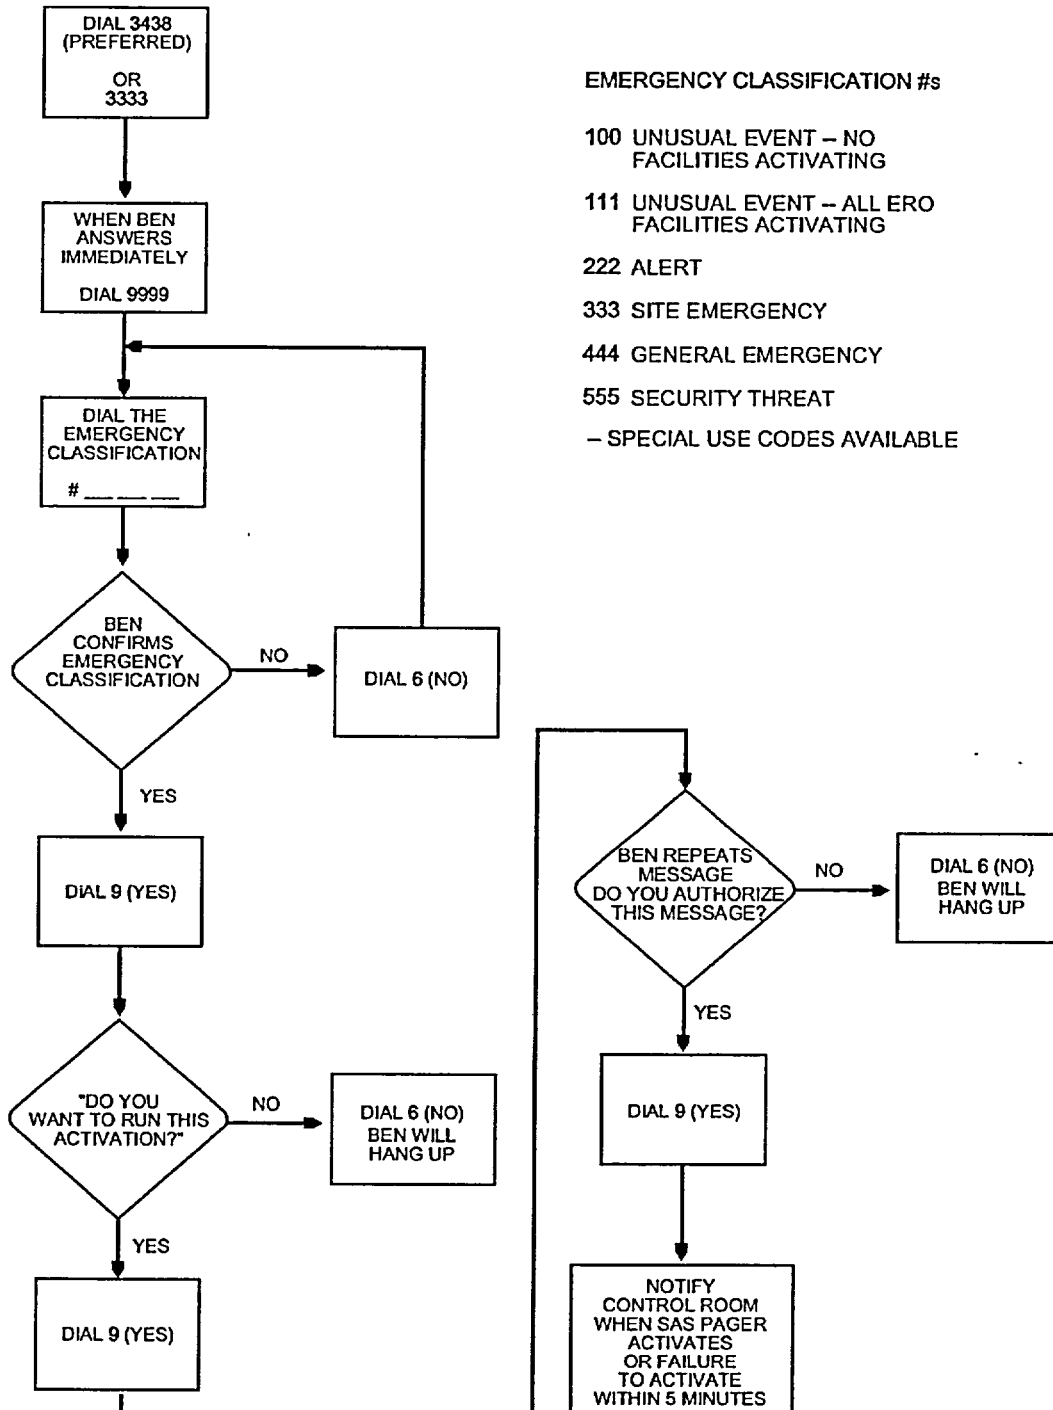 DIAL 3438
(PREFERRED)
OR
3333
WHEN BEN
ANSWERS
IMMEDIATELY
DIAL 9999
DIAL THE
EMERGENCY
CLASSIFICATION
# ___ ___ ___
BEN
CONFIRMS
EMERGENCY
CLASSIFICATION
NO
DIAL 6 (NO)
YES
DIAL 9 (YES)
"DO YOU
WANT TO RUN THIS
ACTIVATION?"
NO
DIAL 6 (NO)
BEN WILL
HANG UP
YES
DIAL 9 (YES)
EMERGENCY CLASSIFICATION #s
100 UNUSUAL EVENT – NO
FACILITIES ACTIVATING
111 UNUSUAL EVENT – ALL ERO
FACILITIES ACTIVATING
222 ALERT
333 SITE EMERGENCY
444 GENERAL EMERGENCY
555 SECURITY THREAT
– SPECIAL USE CODES AVAILABLE
BEN REPEATS
MESSAGE
DO YOU AUTHORIZE
THIS MESSAGE?
NO
DIAL 6 (NO)
BEN WILL
HANG UP
YES
DIAL 9 (YES)
NOTIFY
CONTROL ROOM
WHEN SAS PAGER
ACTIVATES
OR FAILURE
TO ACTIVATE
WITHIN 5 MINUTES